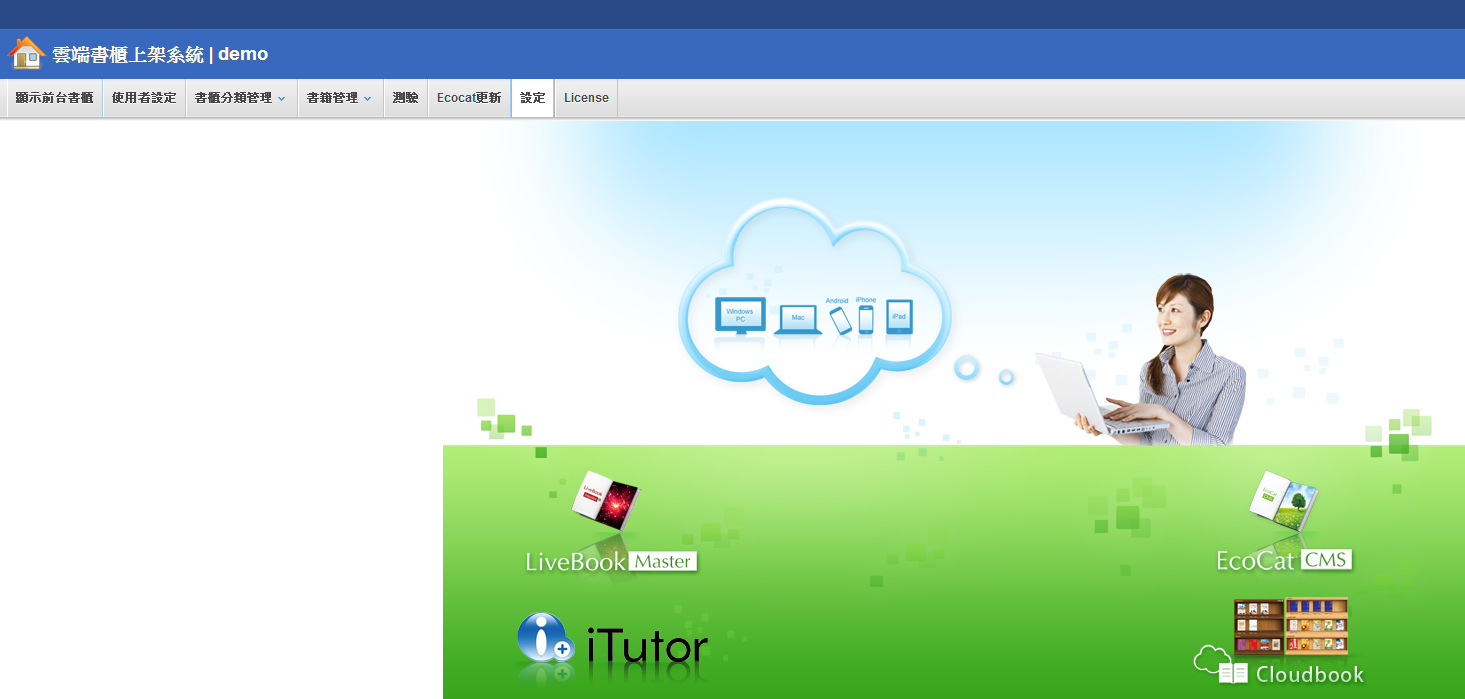 雲端書櫃上架系統 | demo
顯示前台書櫃 使用者設定 書櫃分類管理 書籍管理 測驗 Ecocat更新 設定 License
Android iPhone
Windows PC Mac iPad
LiveBook Master
EcoCat CMS
iTutor
Cloudbook